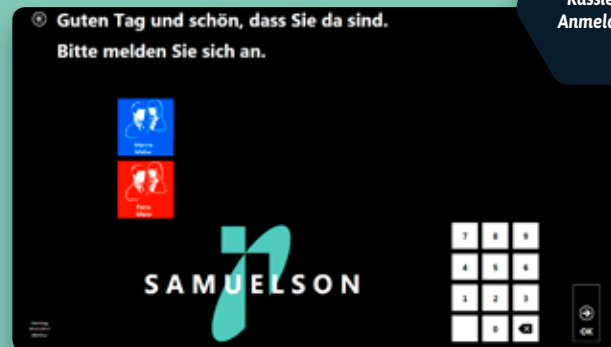 Guten Tag und schön, dass Sie da sind.
Bitte melden Sie sich an.
SAMUELSON
7 8 9
4 5 6
1 2 3
0
OK